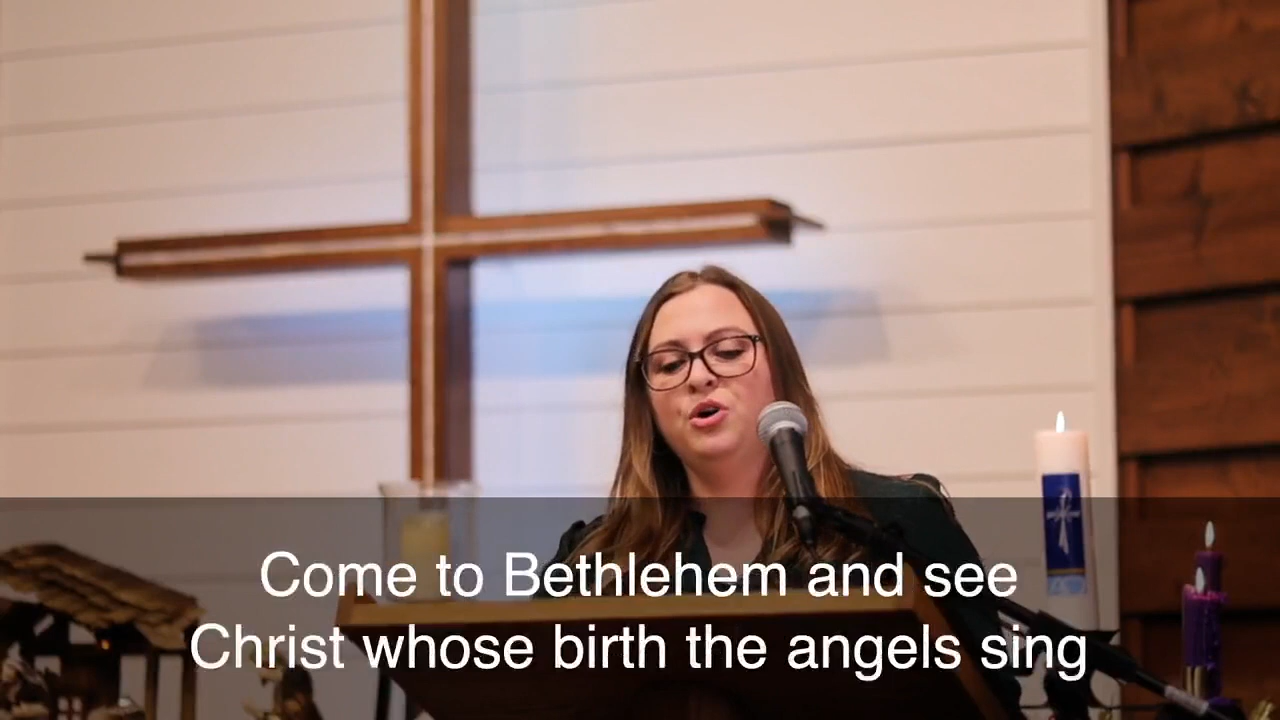 Come to Bethlehem and see
Christ whose birth the angels sing